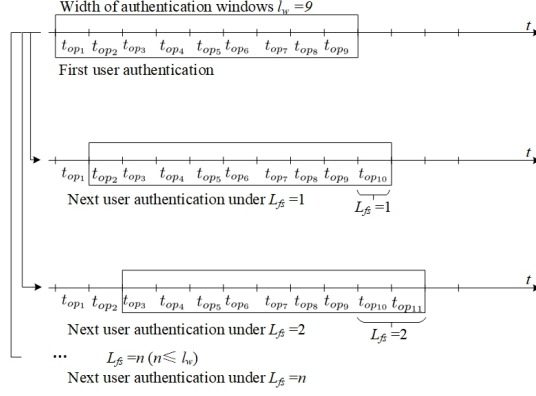 Width of authentication windows l_w =9
t
t_op1 t_op2 t_op3 t_op4 t_op5 t_op6 t_op7 t_op8 t_op9
First user authentication
t
t_op1 t_op2 t_op3 t_op4 t_op5 t_op6 t_op7 t_op8 t_op9 t_op10
Next user authentication under L_fs =1
L_fs =1
t
t_op1 t_op2 t_op3 t_op4 t_op5 t_op6 t_op7 t_op8 t_op9 t_op10 t_op11
Next user authentication under L_fs =2
L_fs =2
... L_fs =n (n≤ l_w)
Next user authentication under L_fs =n